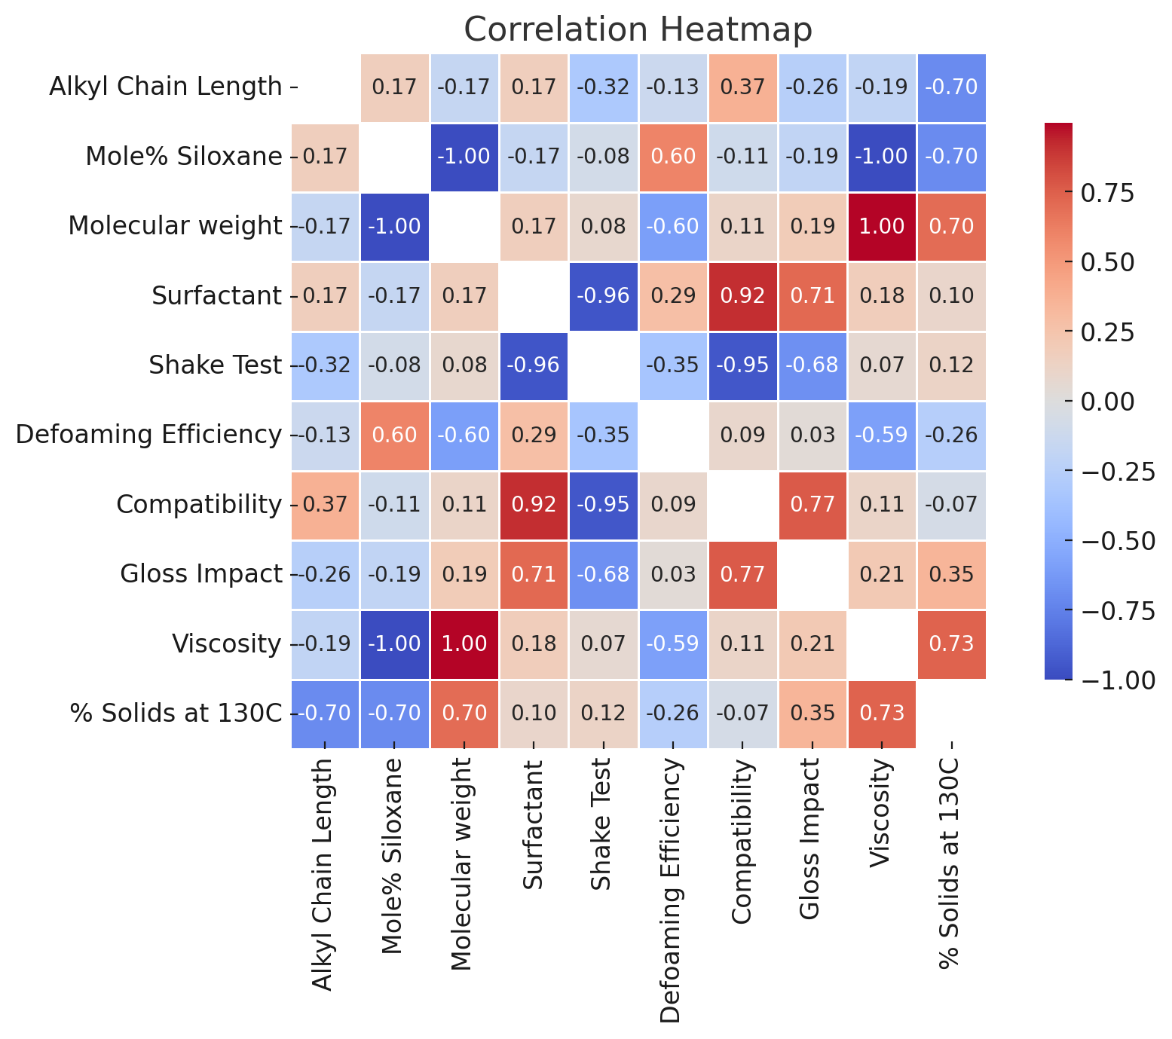 Correlation Heatmap
Alkyl Chain Length 0.17 -0.17 0.17 -0.32 -0.13 0.37 -0.26 -0.19 -0.70
Mole% Siloxane 0.17 -1.00 -0.17 -0.08 0.60 -0.11 -0.19 -1.00 -0.70
Molecular weight -0.17 -1.00 0.17 0.08 -0.60 0.11 0.19 1.00 0.70
Surfactant 0.17 -0.17 0.17 -0.96 0.29 0.92 0.71 0.18 0.10
Shake Test -0.32 -0.08 0.08 -0.96 -0.35 -0.95 -0.68 0.07 0.12
Defoaming Efficiency -0.13 0.60 -0.60 0.29 -0.35 0.09 0.03 -0.59 -0.26
Compatibility 0.37 -0.11 0.11 0.92 -0.95 0.09 0.77 0.11 -0.07
Gloss Impact -0.26 -0.19 0.19 0.71 -0.68 0.03 0.77 0.21 0.35
Viscosity -0.19 -1.00 1.00 0.18 0.07 -0.59 0.11 0.21 0.73
% Solids at 130C -0.70 -0.70 0.70 0.10 0.12 -0.26 -0.07 0.35 0.73
Alkyl Chain Length
Mole% Siloxane
Molecular weight
Surfactant
Shake Test
Defoaming Efficiency
Compatibility
Gloss Impact
Viscosity
% Solids at 130C
0.75
0.50
0.25
0.00
−0.25
−0.50
−0.75
−1.00